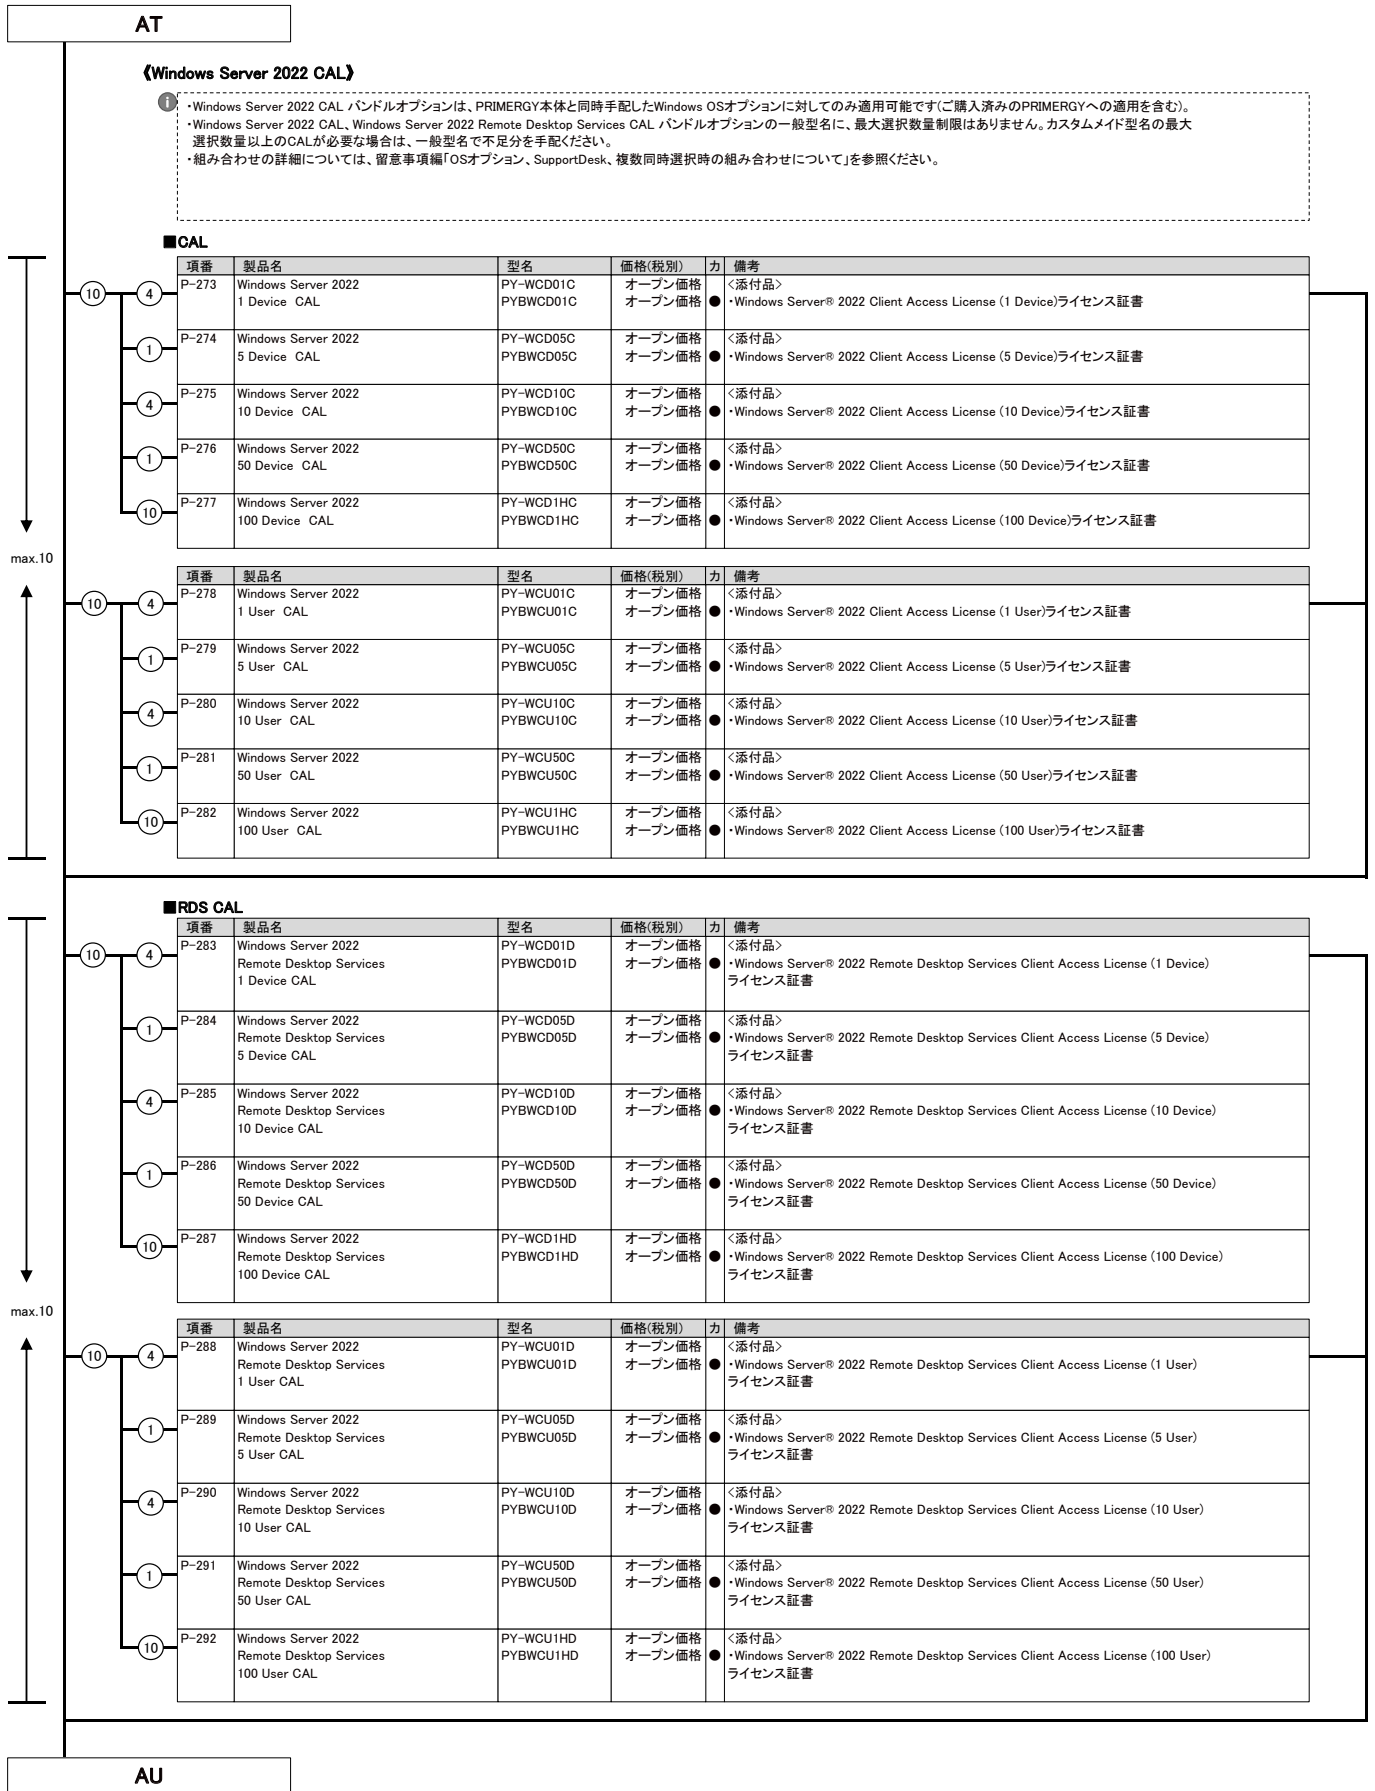 AT
《Windows Server 2022 CAL》
i
・Windows Server 2022 CAL バンドルオプションは、PRIMERGY本体と同時手配したWindows OSオプションに対してのみ適用可能です(ご購入済みのPRIMERGYへの適用を含む)。
・Windows Server 2022 CAL、Windows Server 2022 Remote Desktop Services CAL バンドルオプションの一般型名に、最大選択数量制限はありません。カスタムメイド型名の最大
選択数量以上のCALが必要な場合は、一般型名で不足分を手配ください。
・組み合わせの詳細については、留意事項編「OSオプション、SupportDesk、複数同時選択時の組み合わせについて」を参照ください。
■CAL
項番 製品名 型名 価格(税別) カ 備考
10 4 P-273 Windows Server 2022 PY-WCD01C オープン価格 <添付品>
1 Device CAL PYBWCD01C オープン価格 ● ・Windows Server® 2022 Client Access License (1 Device)ライセンス証書
1 P-274 Windows Server 2022 PY-WCD05C オープン価格 <添付品>
5 Device CAL PYBWCD05C オープン価格 ● ・Windows Server® 2022 Client Access License (5 Device)ライセンス証書
4 P-275 Windows Server 2022 PY-WCD10C オープン価格 <添付品>
10 Device CAL PYBWCD10C オープン価格 ● ・Windows Server® 2022 Client Access License (10 Device)ライセンス証書
1 P-276 Windows Server 2022 PY-WCD50C オープン価格 <添付品>
50 Device CAL PYBWCD50C オープン価格 ● ・Windows Server® 2022 Client Access License (50 Device)ライセンス証書
10 P-277 Windows Server 2022 PY-WCD1HC オープン価格 <添付品>
100 Device CAL PYBWCD1HC オープン価格 ● ・Windows Server® 2022 Client Access License (100 Device)ライセンス証書
max.10
項番 製品名 型名 価格(税別) カ 備考
10 4 P-278 Windows Server 2022 PY-WCU01C オープン価格 <添付品>
1 User CAL PYBWCU01C オープン価格 ● ・Windows Server® 2022 Client Access License (1 User)ライセンス証書
1 P-279 Windows Server 2022 PY-WCU05C オープン価格 <添付品>
5 User CAL PYBWCU05C オープン価格 ● ・Windows Server® 2022 Client Access License (5 User)ライセンス証書
4 P-280 Windows Server 2022 PY-WCU10C オープン価格 <添付品>
10 User CAL PYBWCU10C オープン価格 ● ・Windows Server® 2022 Client Access License (10 User)ライセンス証書
1 P-281 Windows Server 2022 PY-WCU50C オープン価格 <添付品>
50 User CAL PYBWCU50C オープン価格 ● ・Windows Server® 2022 Client Access License (50 User)ライセンス証書
10 P-282 Windows Server 2022 PY-WCU1HC オープン価格 <添付品>
100 User CAL PYBWCU1HC オープン価格 ● ・Windows Server® 2022 Client Access License (100 User)ライセンス証書
■RDS CAL
項番 製品名 型名 価格(税別) カ 備考
10 4 P-283 Windows Server 2022 PY-WCD01D オープン価格 <添付品>
Remote Desktop Services PYBWCD01D オープン価格 ● ・Windows Server® 2022 Remote Desktop Services Client Access License (1 Device)
1 Device CAL ライセンス証書
1 P-284 Windows Server 2022 PY-WCD05D オープン価格 <添付品>
Remote Desktop Services PYBWCD05D オープン価格 ● ・Windows Server® 2022 Remote Desktop Services Client Access License (5 Device)
5 Device CAL ライセンス証書
4 P-285 Windows Server 2022 PY-WCD10D オープン価格 <添付品>
Remote Desktop Services PYBWCD10D オープン価格 ● ・Windows Server® 2022 Remote Desktop Services Client Access License (10 Device)
10 Device CAL ライセンス証書
1 P-286 Windows Server 2022 PY-WCD50D オープン価格 <添付品>
Remote Desktop Services PYBWCD50D オープン価格 ● ・Windows Server® 2022 Remote Desktop Services Client Access License (50 Device)
50 Device CAL ライセンス証書
10 P-287 Windows Server 2022 PY-WCD1HD オープン価格 <添付品>
Remote Desktop Services PYBWCD1HD オープン価格 ● ・Windows Server® 2022 Remote Desktop Services Client Access License (100 Device)
100 Device CAL ライセンス証書
max.10
項番 製品名 型名 価格(税別) カ 備考
10 4 P-288 Windows Server 2022 PY-WCU01D オープン価格 <添付品>
Remote Desktop Services PYBWCU01D オープン価格 ● ・Windows Server® 2022 Remote Desktop Services Client Access License (1 User)
1 User CAL ライセンス証書
1 P-289 Windows Server 2022 PY-WCU05D オープン価格 <添付品>
Remote Desktop Services PYBWCU05D オープン価格 ● ・Windows Server® 2022 Remote Desktop Services Client Access License (5 User)
5 User CAL ライセンス証書
4 P-290 Windows Server 2022 PY-WCU10D オープン価格 <添付品>
Remote Desktop Services PYBWCU10D オープン価格 ● ・Windows Server® 2022 Remote Desktop Services Client Access License (10 User)
10 User CAL ライセンス証書
1 P-291 Windows Server 2022 PY-WCU50D オープン価格 <添付品>
Remote Desktop Services PYBWCU50D オープン価格 ● ・Windows Server® 2022 Remote Desktop Services Client Access License (50 User)
50 User CAL ライセンス証書
10 P-292 Windows Server 2022 PY-WCU1HD オープン価格 <添付品>
Remote Desktop Services PYBWCU1HD オープン価格 ● ・Windows Server® 2022 Remote Desktop Services Client Access License (100 User)
100 User CAL ライセンス証書
AU